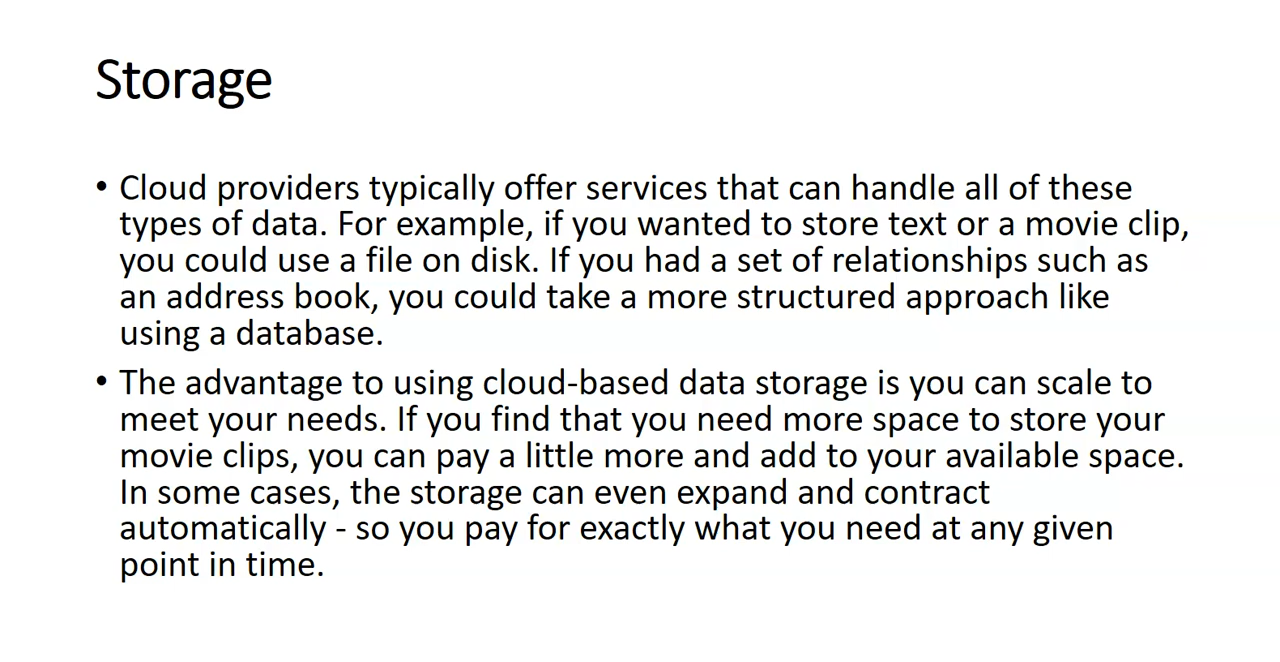 Storage
• Cloud providers typically offer services that can handle all of these
types of data. For example, if you wanted to store text or a movie clip,
you could use a file on disk. If you had a set of relationships such as
an address book, you could take a more structured approach like
using a database.
• The advantage to using cloud-based data storage is you can scale to
meet your needs. If you find that you need more space to store your
movie clips, you can pay a little more and add to your available space.
In some cases, the storage can even expand and contract
automatically - so you pay for exactly what you need at any given
point in time.